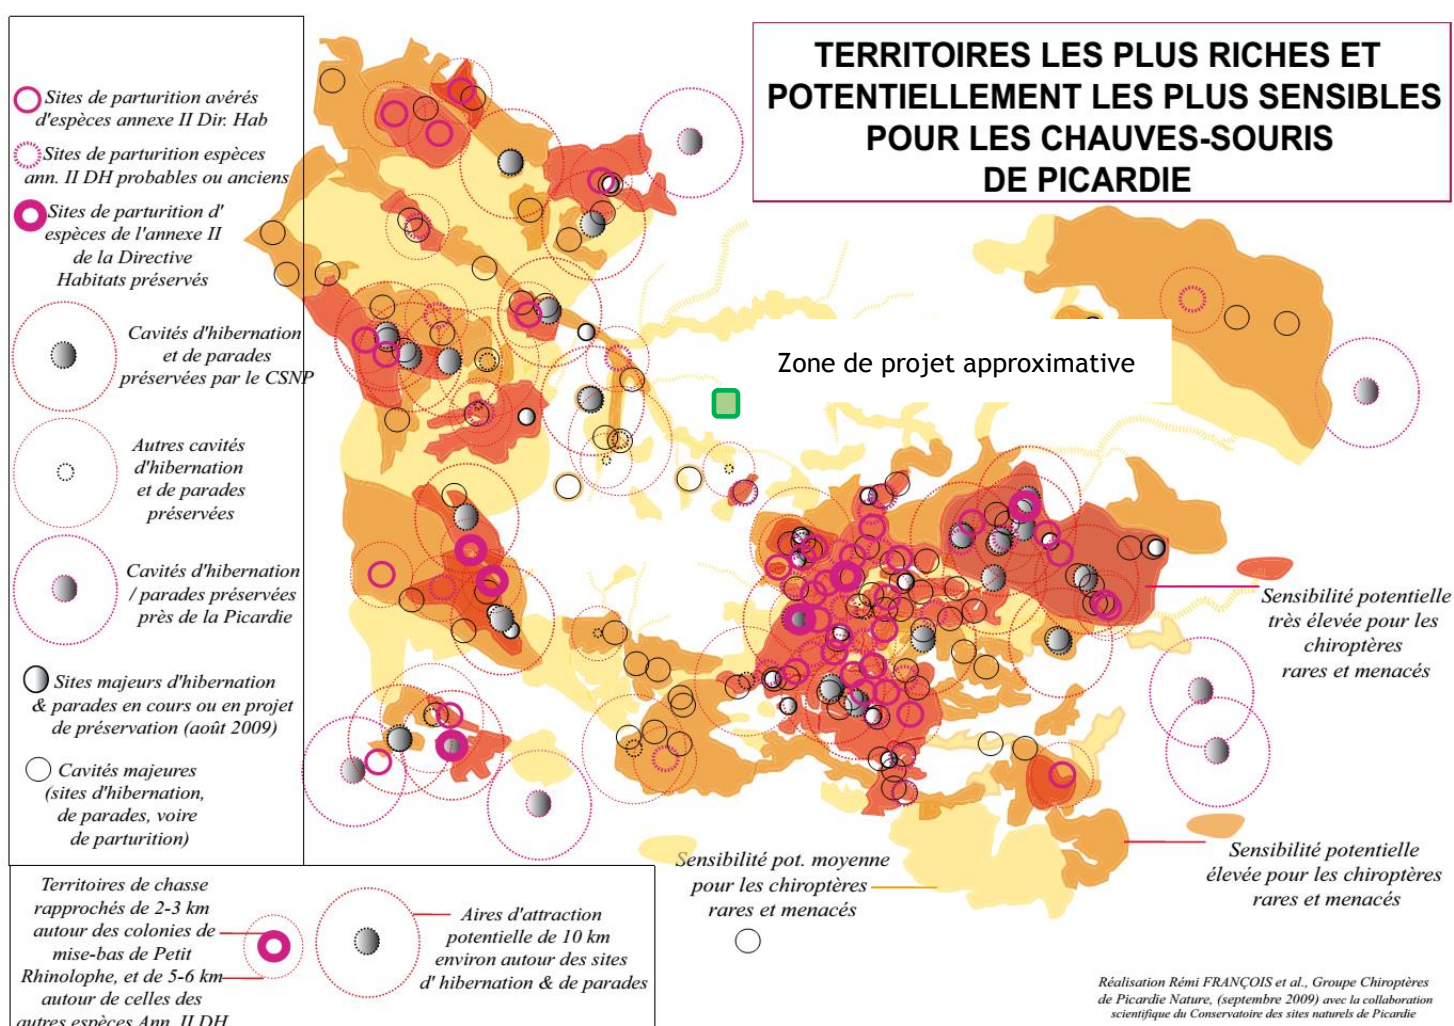 TERRITOIRES LES PLUS RICHES ET
POTENTIELLEMENT LES PLUS SENSIBLES
POUR LES CHAUVES-SOURIS
DE PICARDIE
Sites de parturition avérés
d'espèces annexe II Dir. Hab
Sites de parturition espèces
ann. II DH probables ou anciens
Sites de parturition d'
espèces de l'annexe II
de la Directive
Habitats préservés
Cavités d'hibernation
et de parades
préservées par le CSNP
Autres cavités
d'hibernation
et de parades
préservées
Cavités d'hibernation
/ parades préservées
près de la Picardie
Sites majeurs d'hibernation
& parades en cours ou en projet
de préservation (août 2009)
Cavités majeures
(sites d'hibernation,
de parades, voire
de parturition)
Zone de projet approximative
Sensibilité potentielle
très élevée pour les
chiroptères
rares et menacés
Sensibilité pot. moyenne
pour les chiroptères
rares et menacés
Sensibilité potentielle
élevée pour les chiroptères
rares et menacés
Territoires de chasse
rapprochés de 2-3 km
autour des colonies de
mise-bas de Petit
Rhinolophe, et de 5-6 km
autour de celles des
autres espèces Ann. II DH
Aires d'attraction
potentielle de 10 km
environ autour des sites
d' hibernation & de parades
Réalisation Rémi FRANÇOIS et al., Groupe Chiroptères
de Picardie Nature, (septembre 2009) avec la collaboration
scientifique du Conservatoire des sites naturels de Picardie